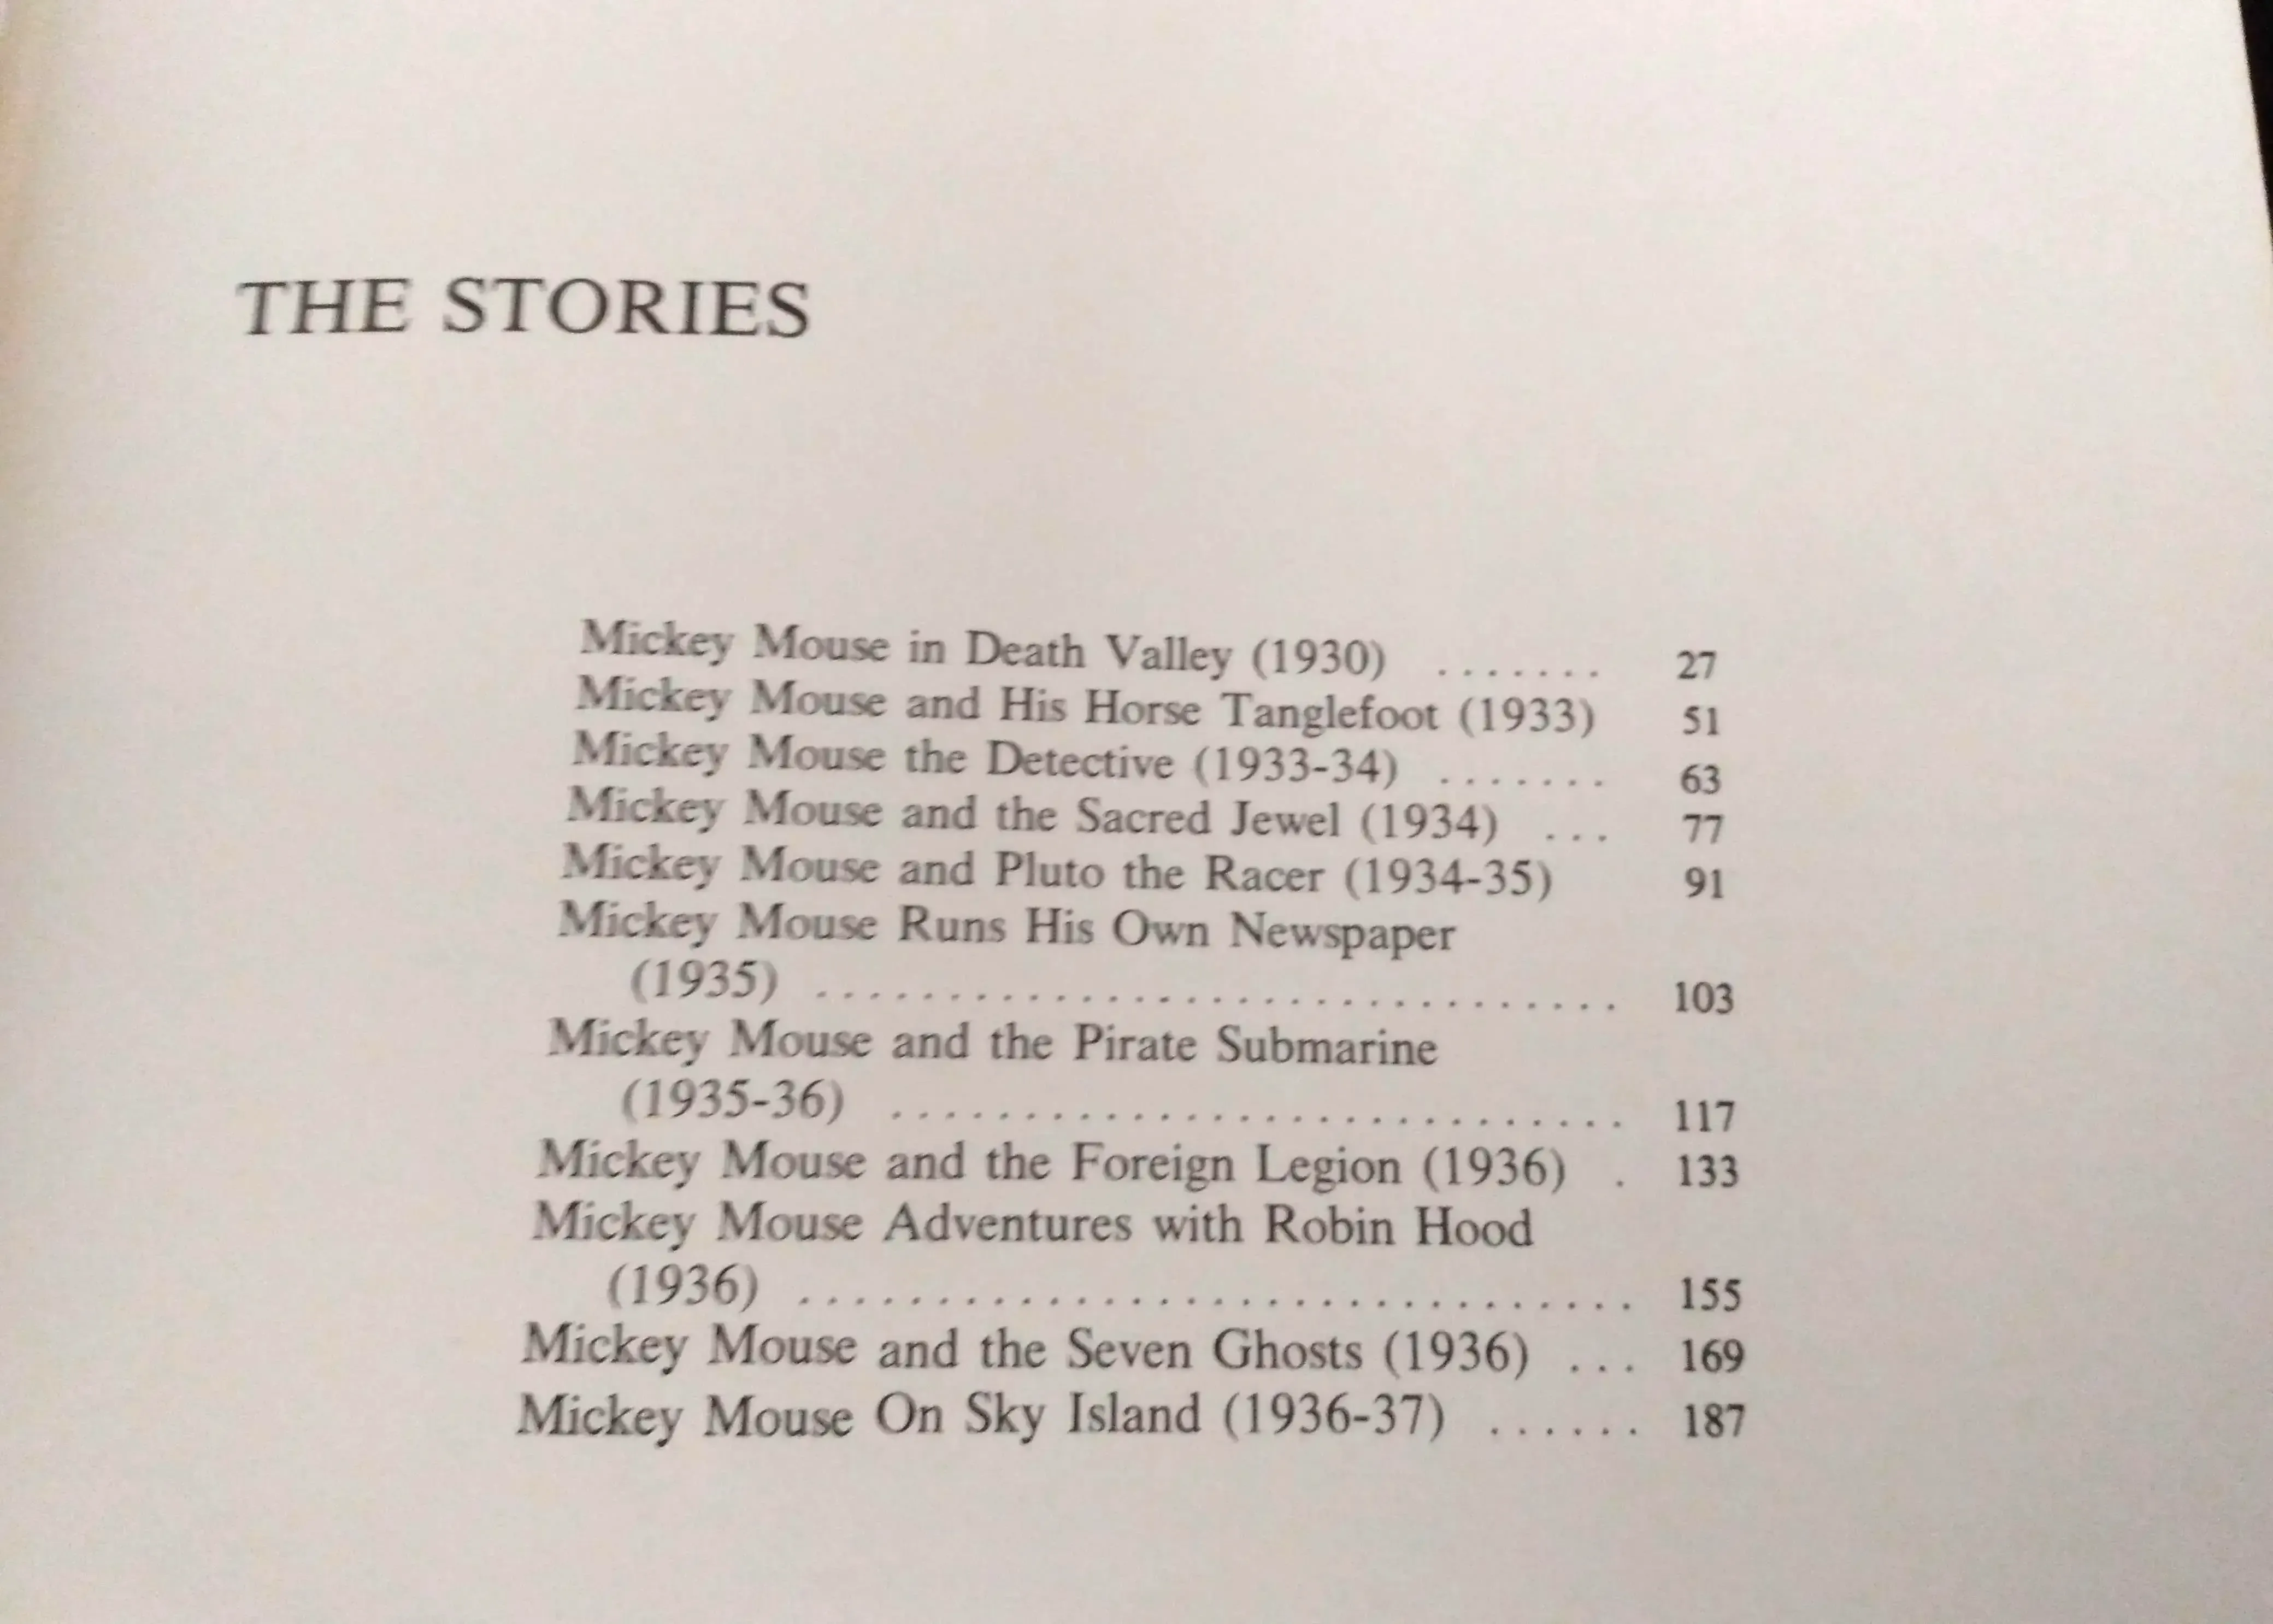 THE STORIES
Mickey Mouse in Death Valley (1930) ....... 27
Mickey Mouse and His Horse Tanglefoot (1933) 51
Mickey Mouse the Detective (1933-34) ....... 63
Mickey Mouse and the Sacred Jewel (1934) ... 77
Mickey Mouse and Pluto the Racer (1934-35) 91
Mickey Mouse Runs His Own Newspaper
(1935) ............................... 103
Mickey Mouse and the Pirate Submarine
(1935-36) ............................ 117
Mickey Mouse and the Foreign Legion (1936) . 133
Mickey Mouse Adventures with Robin Hood
(1936) ............................... 155
Mickey Mouse and the Seven Ghosts (1936) ... 169
Mickey Mouse On Sky Island (1936-37) ...... 187